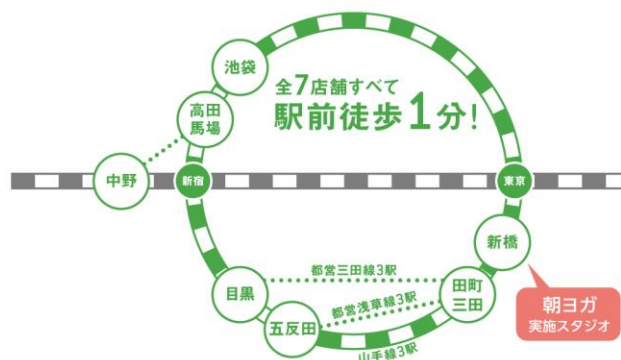 池袋
全7店舗すべて
駅前徒歩1分!
高田
馬場
中野
新宿
東京
新橋
都営三田線3駅
目黒
田町
三田
都営浅草線3駅
五反田
山手線3駅
朝ヨガ
実施スタジオ